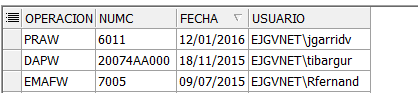 OPERACION NUMC FECHA USUARIO
PRAW 6011 12/01/2016 EJGVNET\jgarridv
DAPW 20074AA000 18/11/2015 EJGVNET\tibargur
EMAFW 7005 09/07/2015 EJGVNET\Rfernand